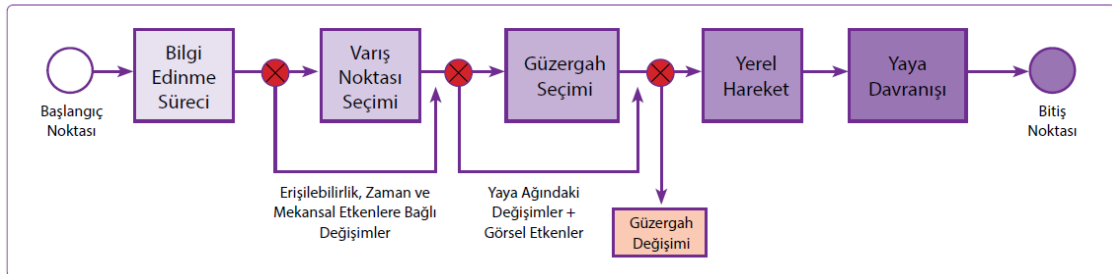 Başlangıç
Noktası
Bilgi
Edinme
Süreci
Varış
Noktası
Seçimi
Güzergah
Seçimi
Yerel
Hareket
Yaya
Davranışı
Bitiş
Noktası
Erişilebilirlik, Zaman ve
Mekansal Etkenlere Bağlı
Değişimler
Yaya Ağındaki
Değişimler +
Görsel Etkenler
Güzergah
Değişimi